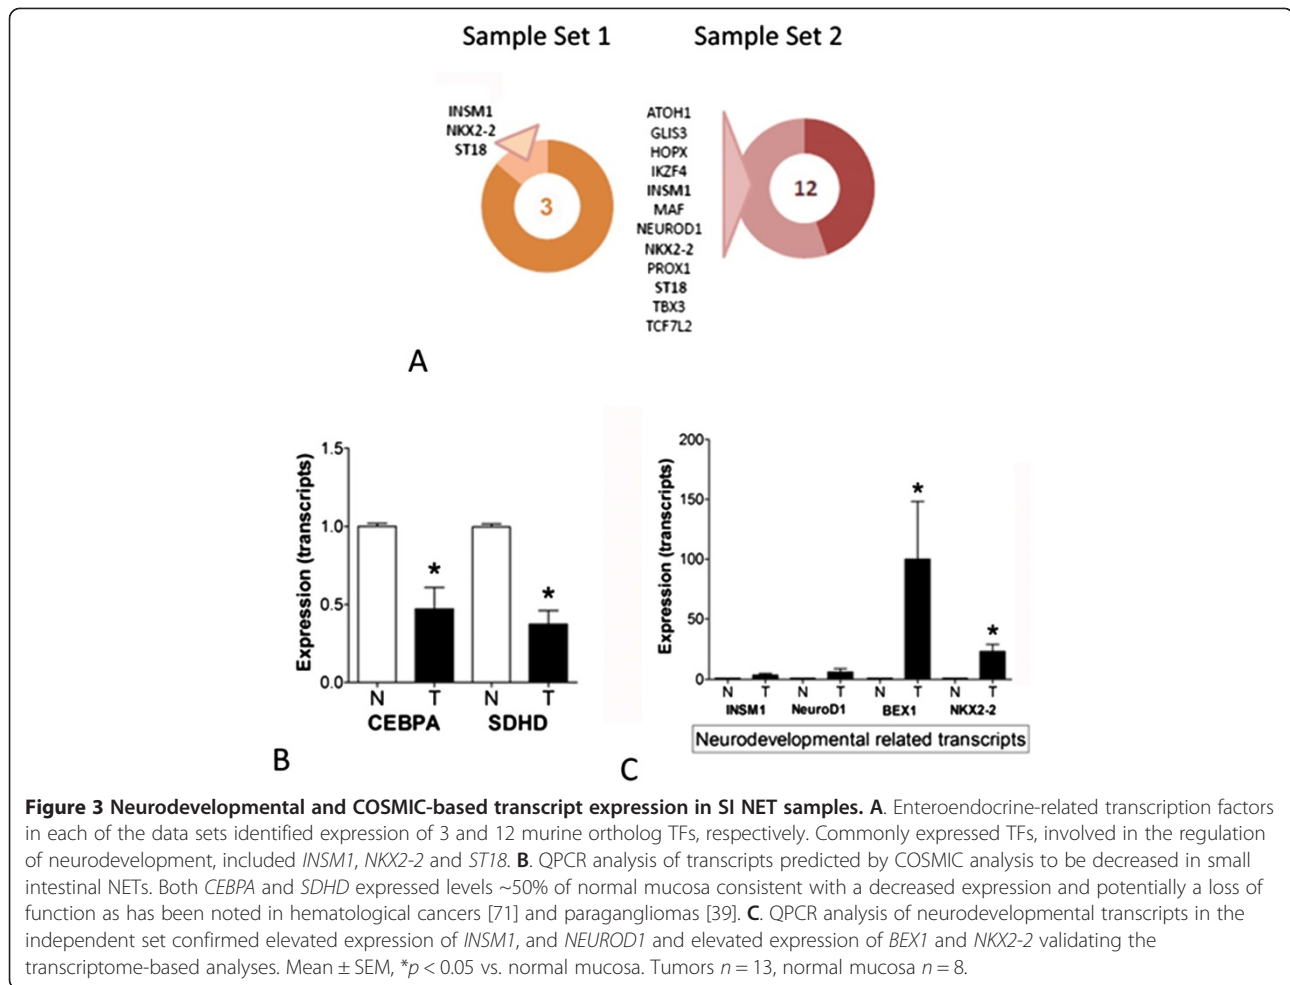 Sample Set 1
Sample Set 2
INSM1
NKX2-2
ST18
3
ATOH1
GLIS3
HOPX
IKZF4
INSM1
MAF
NEUROD1
NKX2-2
PROX1
ST18
TBX3
TCF7L2
12
A
Expression (transcripts)
1.5
1.0
0.5
0.0
*
*
N T N T
CEBPA SDHD
B
Expression (transcripts)
200
150
100
50
0
*
*
N T N T N T N T
INSM1 NeuroD1 BEX1 NKX2-2
Neurodevelopmental related transcripts
C
Figure 3 Neurodevelopmental and COSMIC-based transcript expression in SI NET samples. A. Enteroendocrine-related transcription factors
in each of the data sets identified expression of 3 and 12 murine ortholog TFs, respectively. Commonly expressed TFs, involved in the regulation
of neurodevelopment, included INSM1, NKX2-2 and ST18. B. QPCR analysis of transcripts predicted by COSMIC analysis to be decreased in small
intestinal NETs. Both CEBPA and SDHD expressed levels ~50% of normal mucosa consistent with a decreased expression and potentially a loss of
function as has been noted in hematological cancers [71] and paragangliomas [39]. C. QPCR analysis of neurodevelopmental transcripts in the
independent set confirmed elevated expression of INSM1, and NEUROD1 and elevated expression of BEX1 and NKX2-2 validating the
transcriptome-based analyses. Mean ± SEM, *p < 0.05 vs. normal mucosa. Tumors n = 13, normal mucosa n = 8.